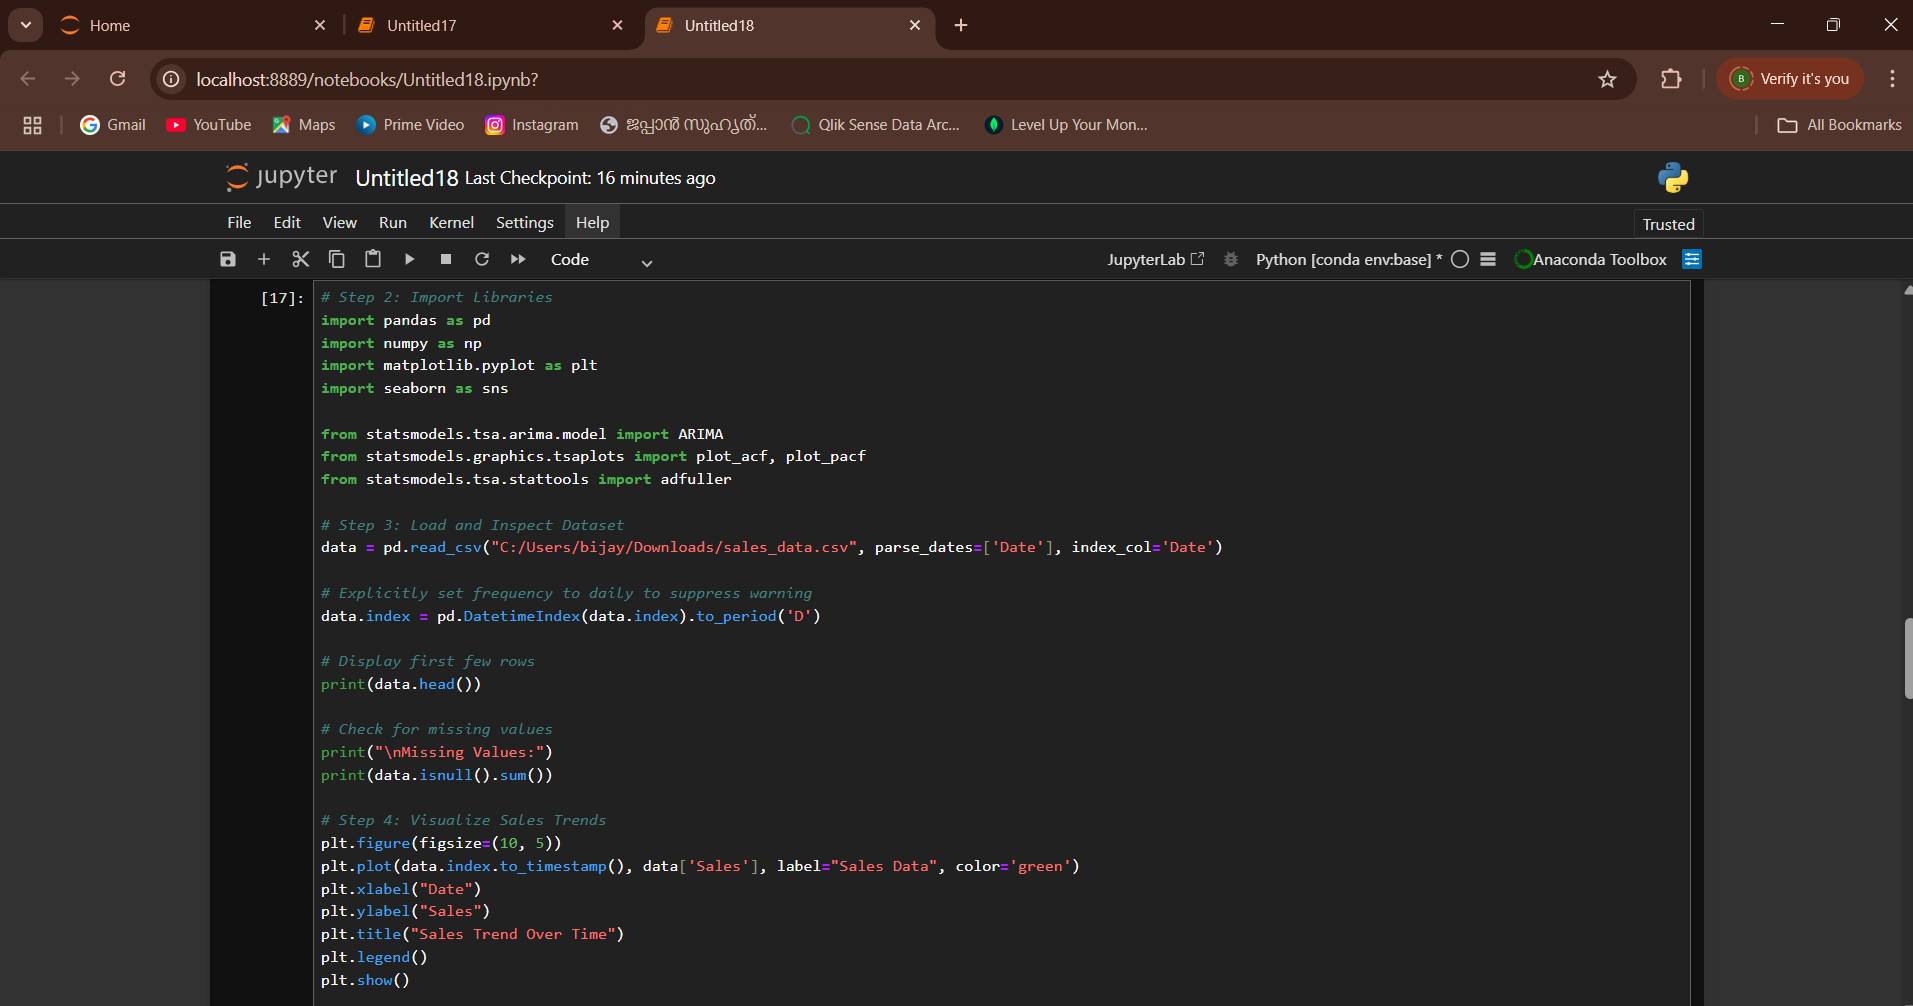 Home
Untitled17
Untitled18
localhost:8889/notebooks/Untitled18.ipynb?
B Verify it's you
Gmail YouTube Maps Prime Video Instagram ജപ്പാൻ സുഹൃത്... Qlik Sense Data Arc... Level Up Your Mon... All Bookmarks
jupyter Untitled18 Last Checkpoint: 16 minutes ago
File Edit View Run Kernel Settings Help Trusted
Code JupyterLab Python [conda env:base] * Anaconda Toolbox
[17]: # Step 2: Import Libraries
import pandas as pd
import numpy as np
import matplotlib.pyplot as plt
import seaborn as sns
from statsmodels.tsa.arima.model import ARIMA
from statsmodels.graphics.tsaplots import plot_acf, plot_pacf
from statsmodels.tsa.stattools import adfuller
# Step 3: Load and Inspect Dataset
data = pd.read_csv("C:/Users/bijay/Downloads/sales_data.csv", parse_dates=['Date'], index_col='Date')
# Explicitly set frequency to daily to suppress warning
data.index = pd.DatetimeIndex(data.index).to_period('D')
# Display first few rows
print(data.head())
# Check for missing values
print("\nMissing Values:")
print(data.isnull().sum())
# Step 4: Visualize Sales Trends
plt.figure(figsize=(10, 5))
plt.plot(data.index.to_timestamp(), data['Sales'], label="Sales Data", color='green')
plt.xlabel("Date")
plt.ylabel("Sales")
plt.title("Sales Trend Over Time")
plt.legend()
plt.show()